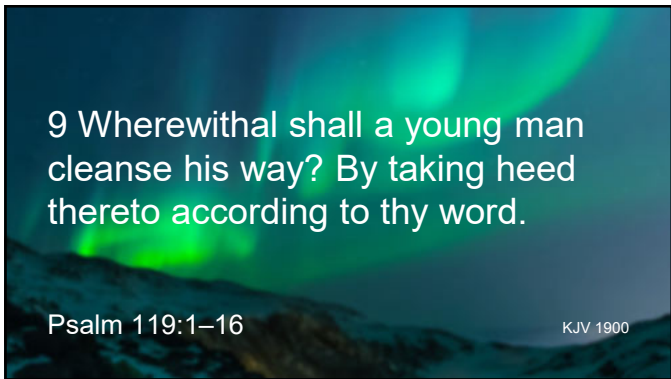 9 Wherewithal shall a young man
cleanse his way? By taking heed
thereto according to thy word.
Psalm 119:1–16
KJV 1900